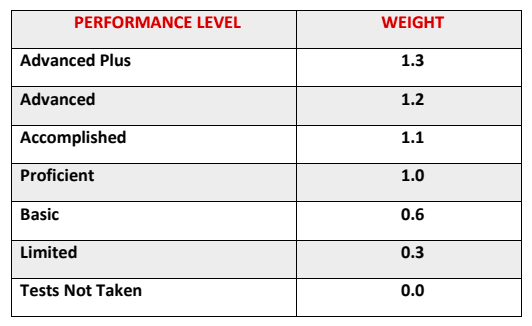 PERFORMANCE LEVEL WEIGHT
Advanced Plus 1.3
Advanced 1.2
Accomplished 1.1
Proficient 1.0
Basic 0.6
Limited 0.3
Tests Not Taken 0.0